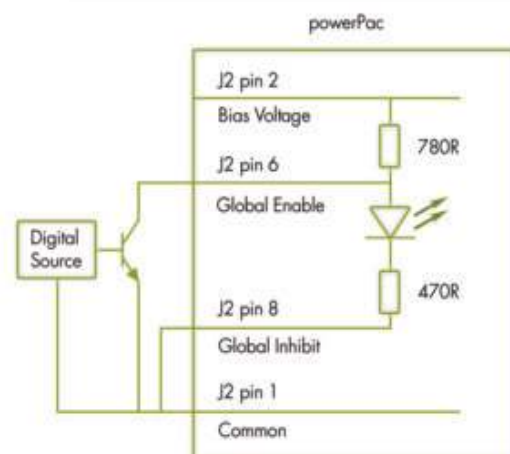 powerPac
J2 pin 2
Bias Voltage
780R
J2 pin 6
Global Enable
Digital
Source
470R
J2 pin 8
Global Inhibit
J2 pin 1
Common